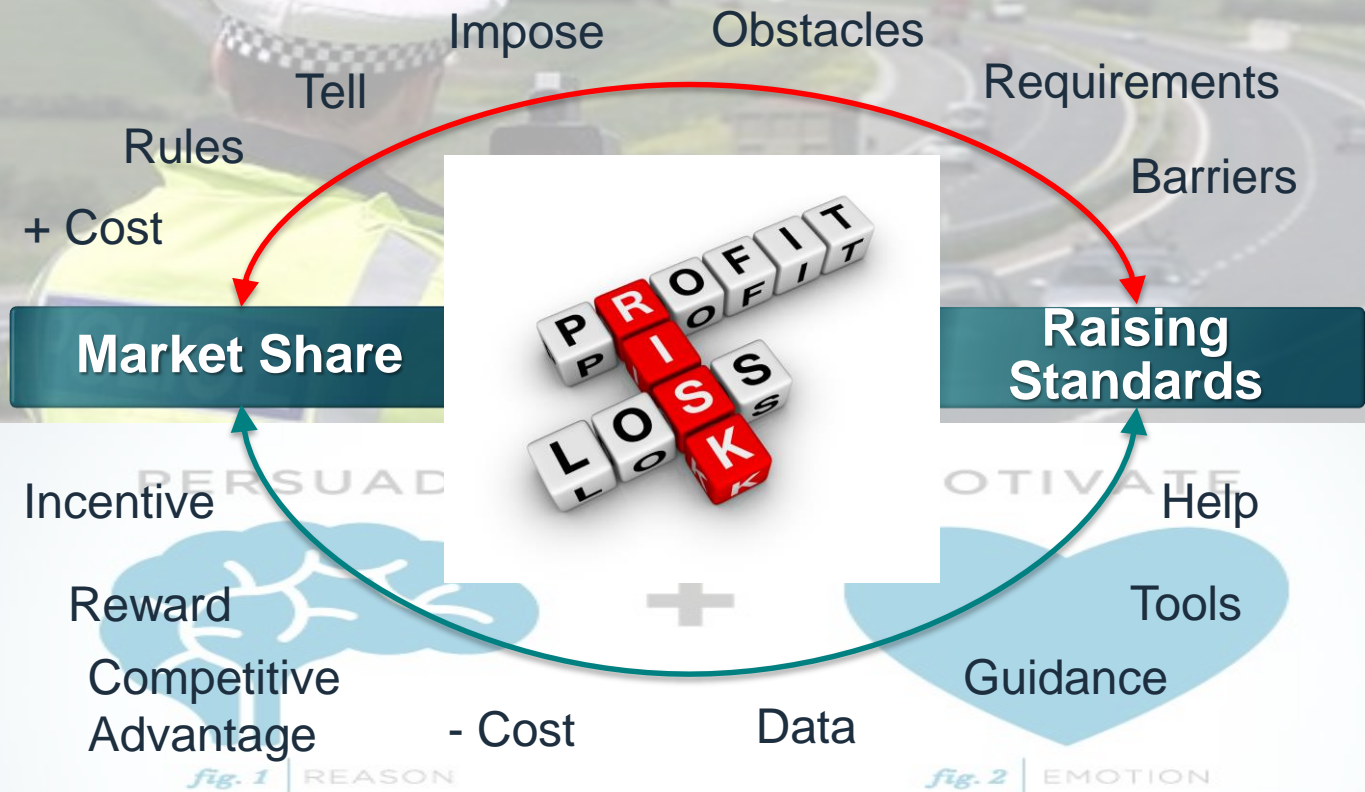 Impose
Obstacles
Tell
Requirements
Rules
Barriers
+ Cost
PROFIT
RISK
LOSS
Market Share
Raising
Standards
PERSUAD
OTIVATE
Incentive
Help
Reward
Tools
Competitive
Advantage
Guidance
- Cost
Data
fig. 1 | REASON
fig. 2 | EMOTION